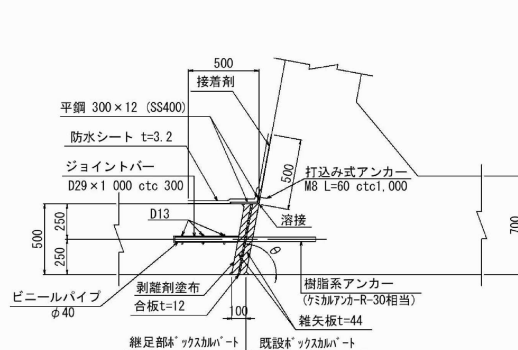 500
接着剤
平鋼 300×12 (SS400)
防水シート t=3.2
ジョイントバー
D29×1 000 ctc 300
500
打込み式アンカー
M8 L=60 ctc1,000
D13
溶接
500
250
250
700
θ
ビニールパイプ
φ40
剥離剤塗布
合板t=12
100
樹脂系アンカー
(ケミカルアンカーR-30相当)
雑矢板t=44
継足部ボックスカルバート
既設ボックスカルバート